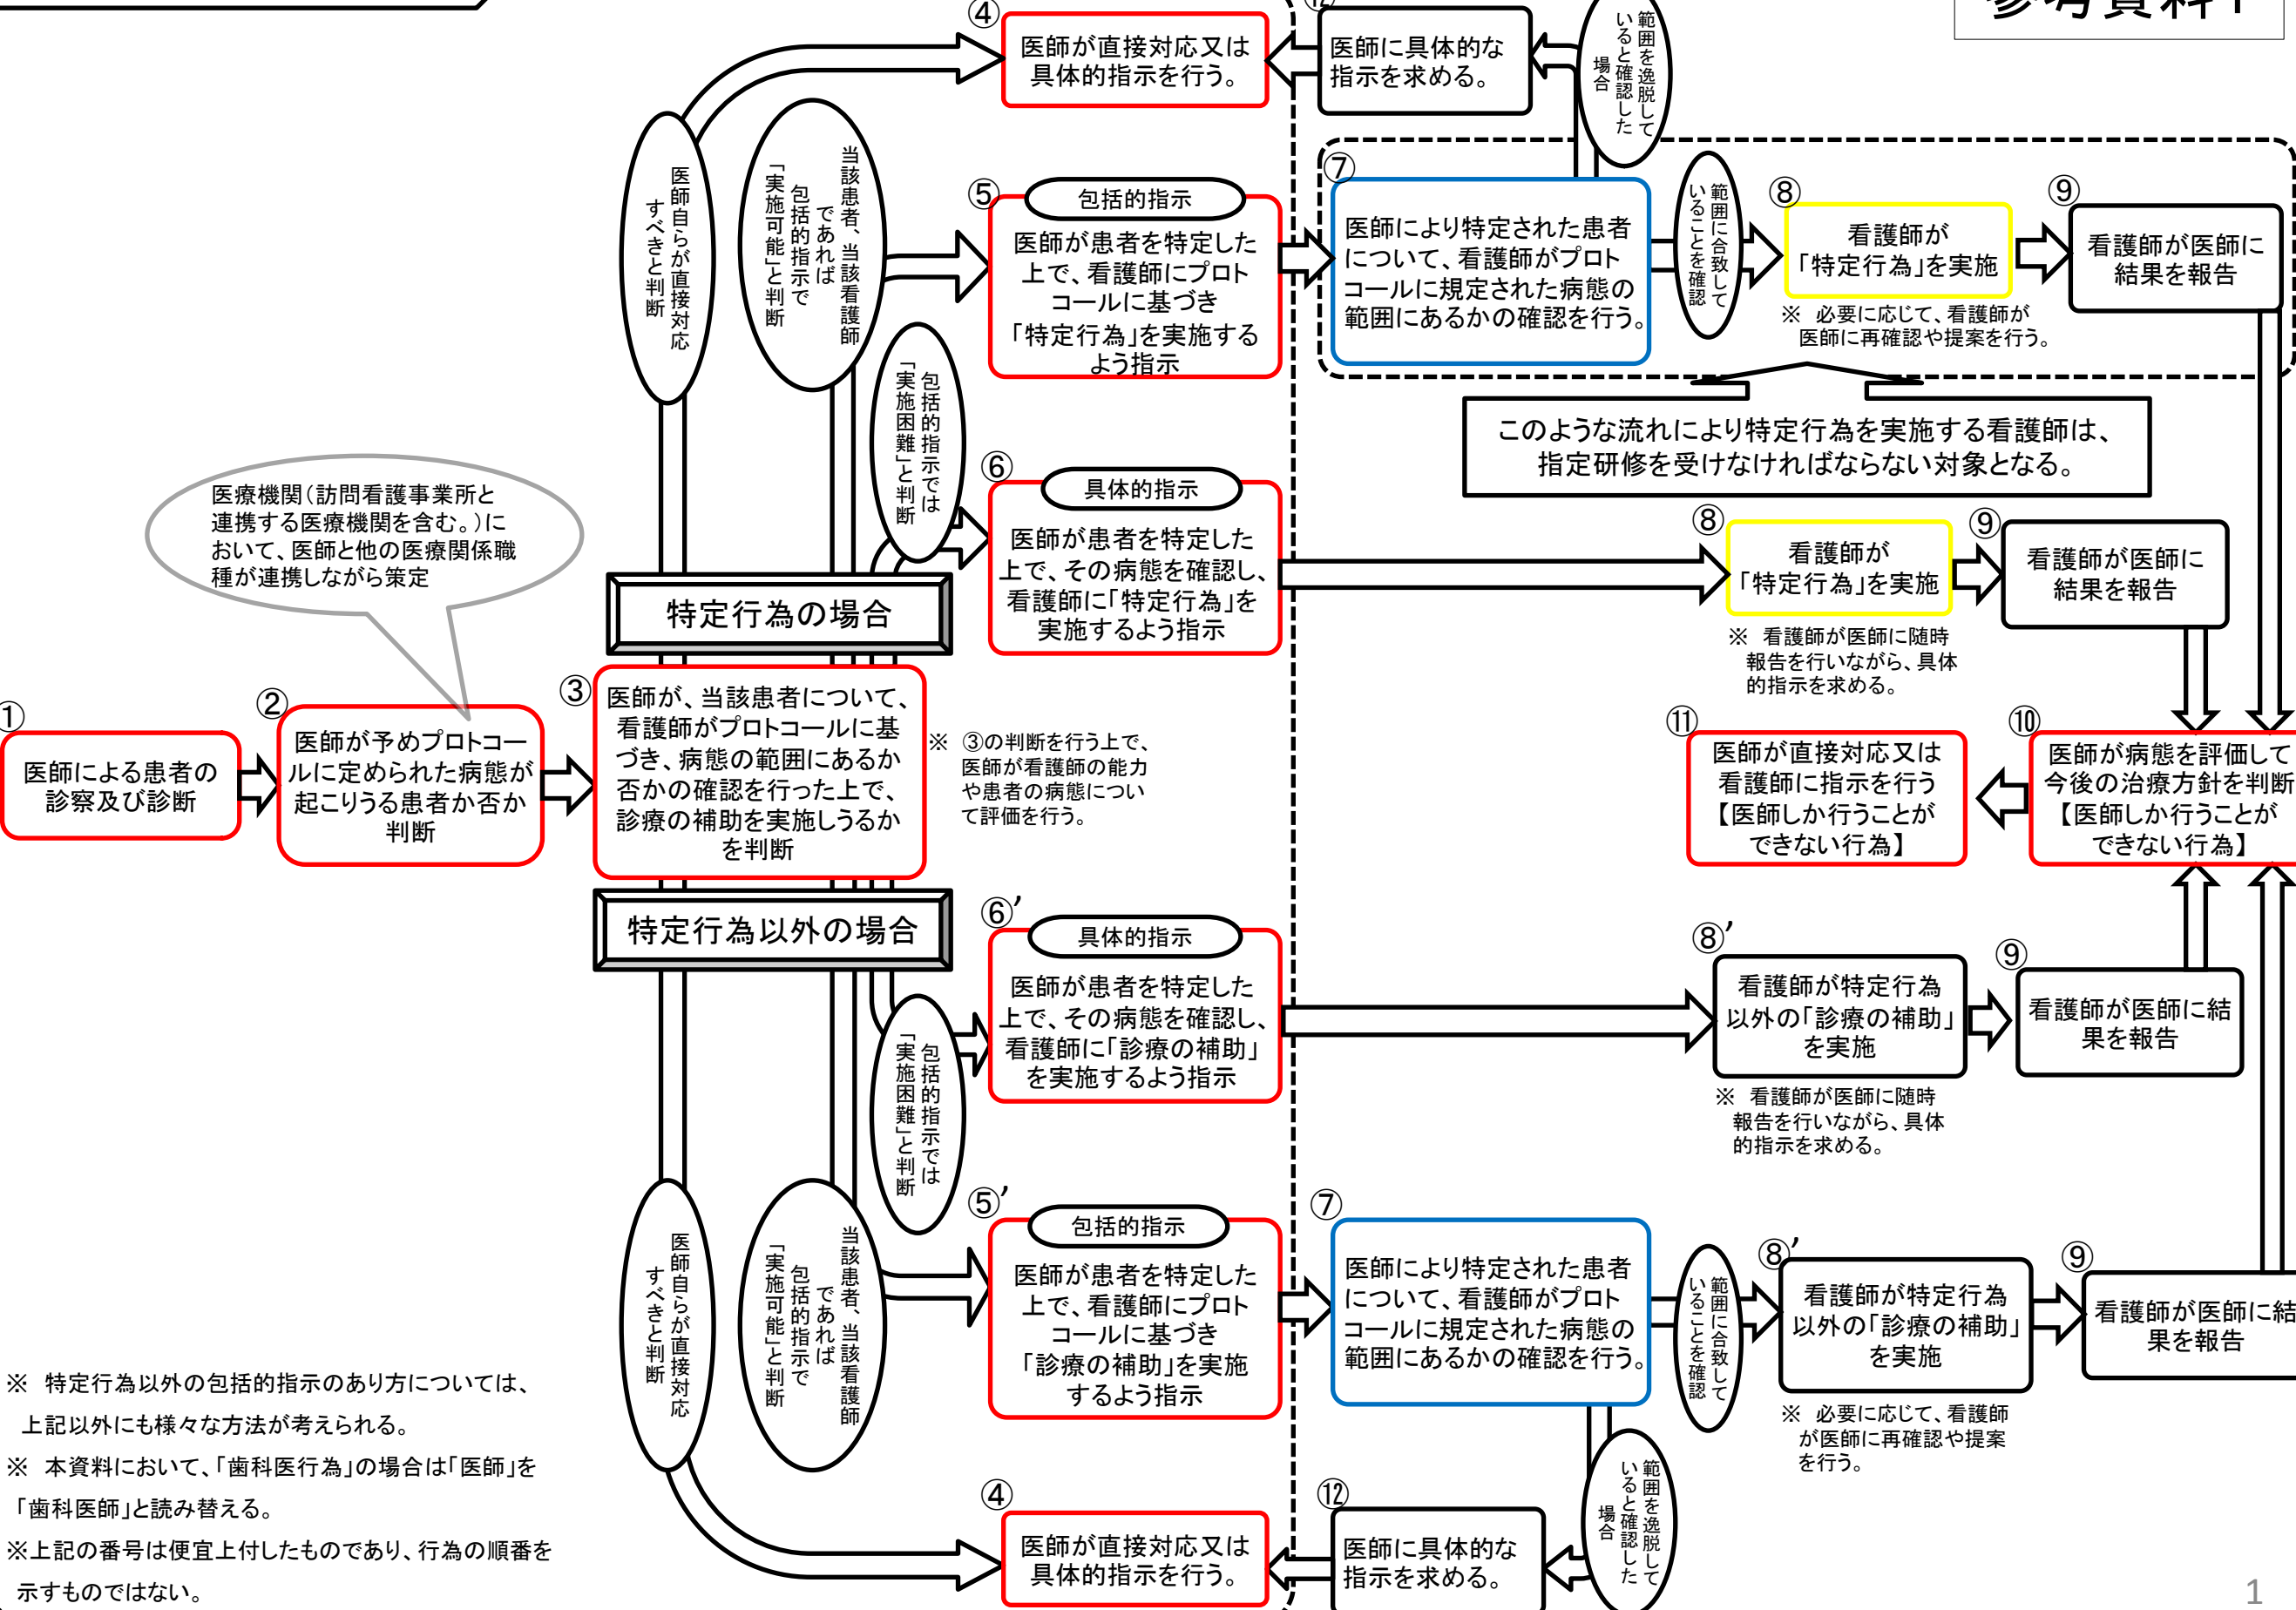 参考資料1
④
医師が直接対応又は
具体的指示を行う。
⑫
医師に具体的な
指示を求める。
範囲を逸脱して
いると確認した
場合
医師自らが直接対応
すべきと判断
当該患者、当該看護師
であれば
包括的指示で
「実施可能」と判断
⑤
包括的指示
医師が患者を特定した
上で、看護師にプロト
コールに基づき
「特定行為」を実施する
よう指示
⑦
医師により特定された患者
について、看護師がプロト
コールに規定された病態の
範囲にあるかの確認を行う。
範囲に合致して
いることを確認
⑧
看護師が
「特定行為」を実施
※ 必要に応じて、看護師が
医師に再確認や提案を行う。
⑨
看護師が医師に
結果を報告
このような流れにより特定行為を実施する看護師は、
指定研修を受けなければならない対象となる。
包括的指示では
「実施困難」と判断
⑥
具体的指示
医師が患者を特定した
上で、その病態を確認し、
看護師に「特定行為」を
実施するよう指示
⑧
看護師が
「特定行為」を実施
※ 看護師が医師に随時
報告を行いながら、具体
的指示を求める。
⑨
看護師が医師に
結果を報告
医療機関(訪問看護事業所と
連携する医療機関を含む。)に
おいて、医師と他の医療関係職
種が連携しながら策定
特定行為の場合
①
医師による患者の
診察及び診断
②
医師が予めプロトコー
ルに定められた病態が
起こりうる患者か否か
判断
③
医師が、当該患者について、
看護師がプロトコールに基
づき、病態の範囲にあるか
否かの確認を行った上で、
診療の補助を実施しうるか
を判断
※ ③の判断を行う上で、
医師が看護師の能力
や患者の病態につい
て評価を行う。
⑪
医師が直接対応又は
看護師に指示を行う
【医師しか行うことが
できない行為】
⑩
医師が病態を評価して
今後の治療方針を判断
【医師しか行うことが
できない行為】
特定行為以外の場合
⑥′
具体的指示
医師が患者を特定した
上で、その病態を確認し、
看護師に「診療の補助」
を実施するよう指示
⑧′
看護師が特定行為
以外の「診療の補助」
を実施
※ 看護師が医師に随時
報告を行いながら、具体
的指示を求める。
⑨
看護師が医師に結
果を報告
包括的指示では
「実施困難」と判断
医師自らが直接対応
すべきと判断
当該患者、当該看護師
であれば
包括的指示で
「実施可能」と判断
⑤′
包括的指示
医師が患者を特定した
上で、看護師にプロト
コールに基づき
「診療の補助」を実施
するよう指示
⑦
医師により特定された患者
について、看護師がプロト
コールに規定された病態の
範囲にあるかの確認を行う。
範囲に合致して
いることを確認
⑧′
看護師が特定行為
以外の「診療の補助」
を実施
※ 必要に応じて、看護師
が医師に再確認や提案
を行う。
⑨
看護師が医師に結
果を報告
範囲を逸脱して
いると確認した
場合
④
医師が直接対応又は
具体的指示を行う。
⑫
医師に具体的な
指示を求める。
※ 特定行為以外の包括的指示のあり方については、
上記以外にも様々な方法が考えられる。
※ 本資料において、「歯科医行為」の場合は「医師」を
「歯科医師」と読み替える。
※上記の番号は便宜上付したものであり、行為の順番を
示すものではない。
1